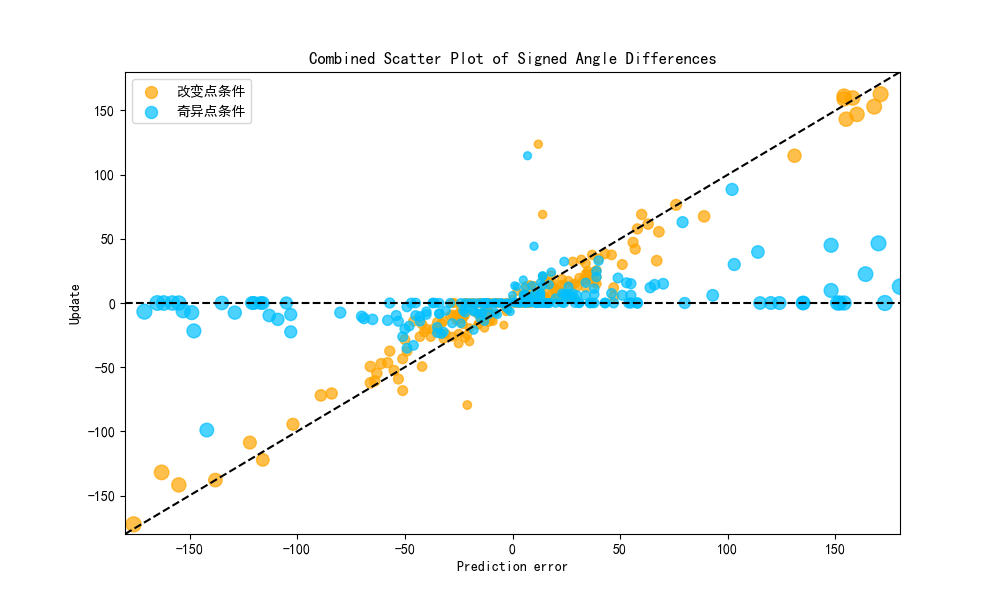 Combined Scatter Plot of Signed Angle Differences
改变点条件
奇异点条件
150
100
50
0
−50
−100
−150
Update
−150
−100
−50
0
50
100
150
Prediction error